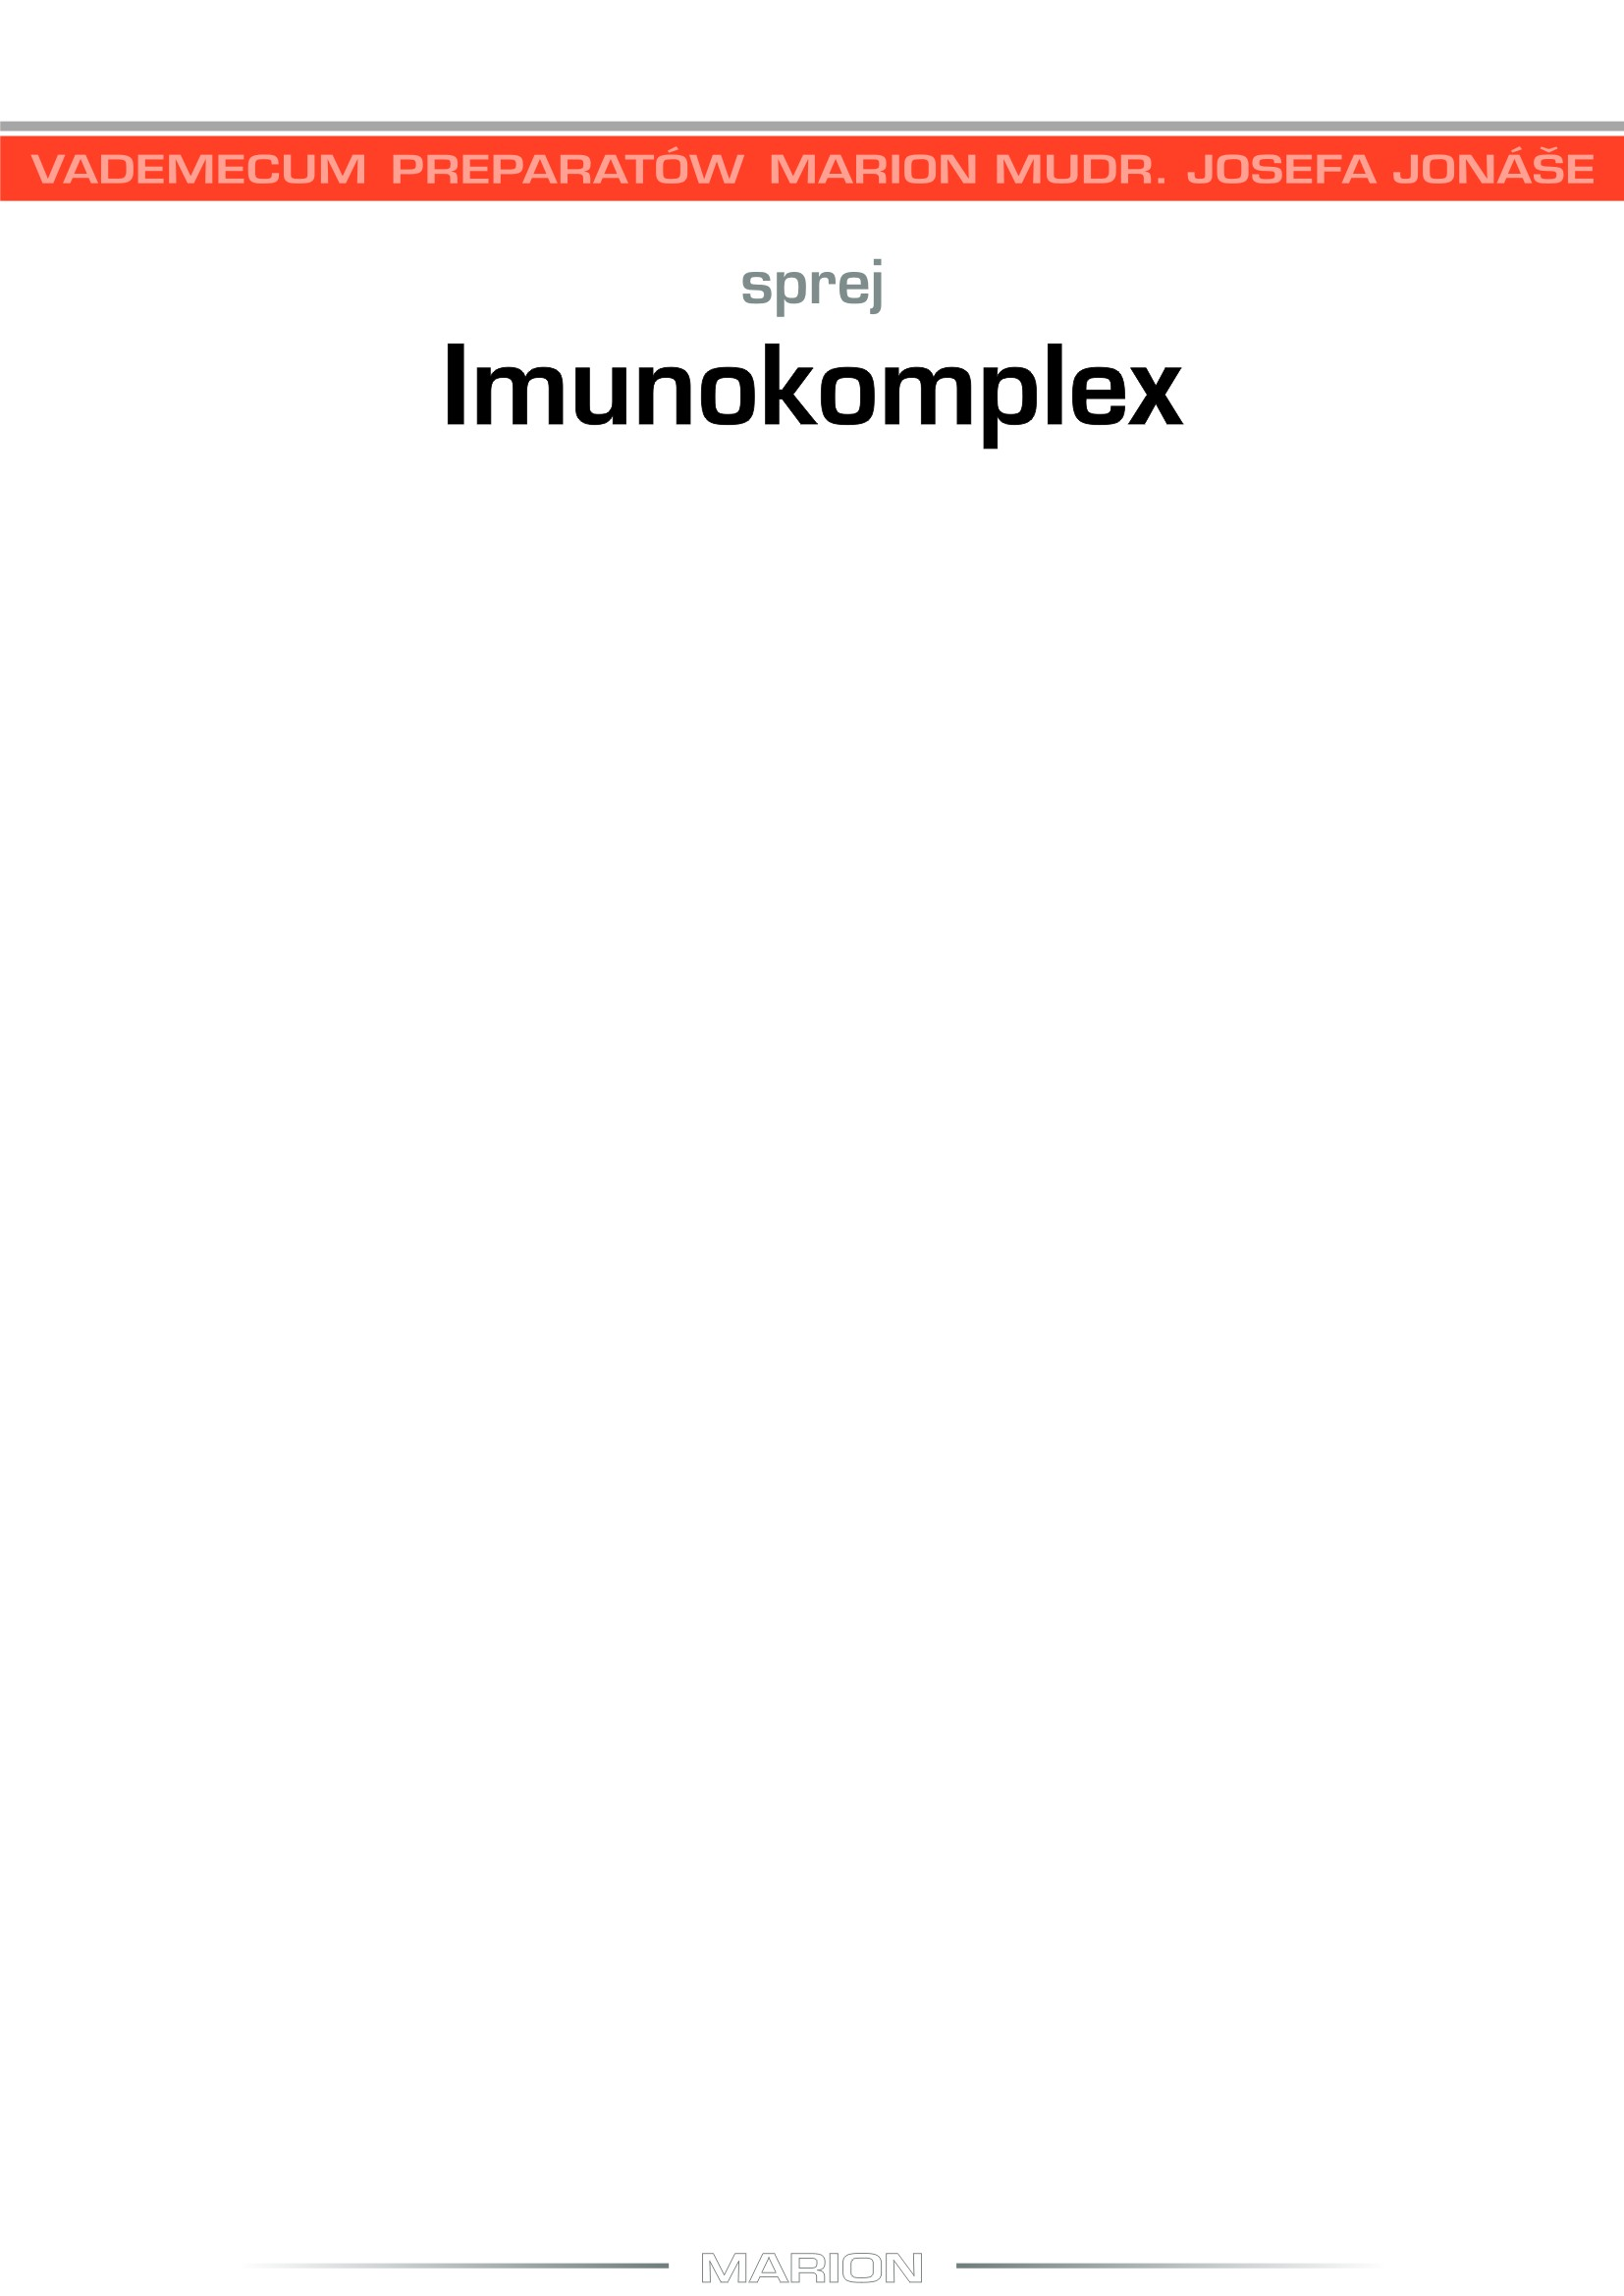 VADEMECUM PREPARATÓW MARION MUDR. JOSEFA JONÁŠE
sprej
Imunokomplex
MARION